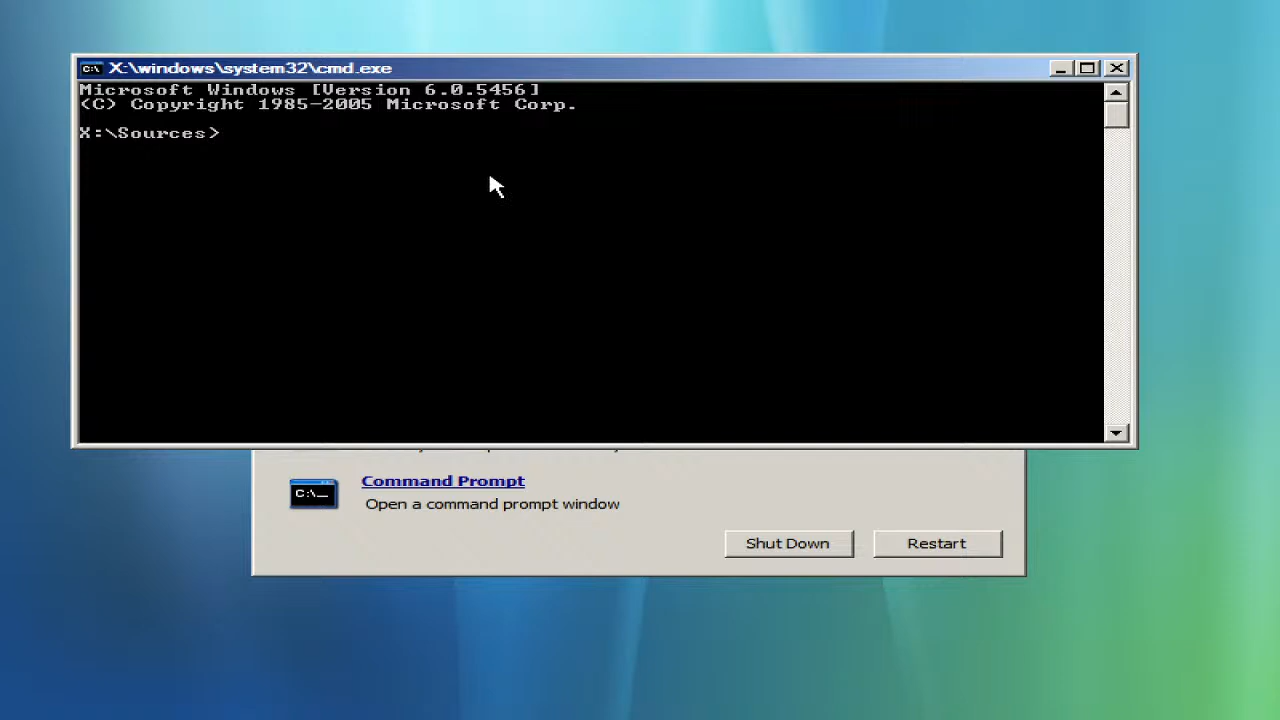 X:\windows\system32\cmd.exe
Microsoft Windows [Version 6.0.5456]
(C) Copyright 1985-2005 Microsoft Corp.
X:\Sources>
Command Prompt
C:\_
Open a command prompt window
Shut Down
Restart